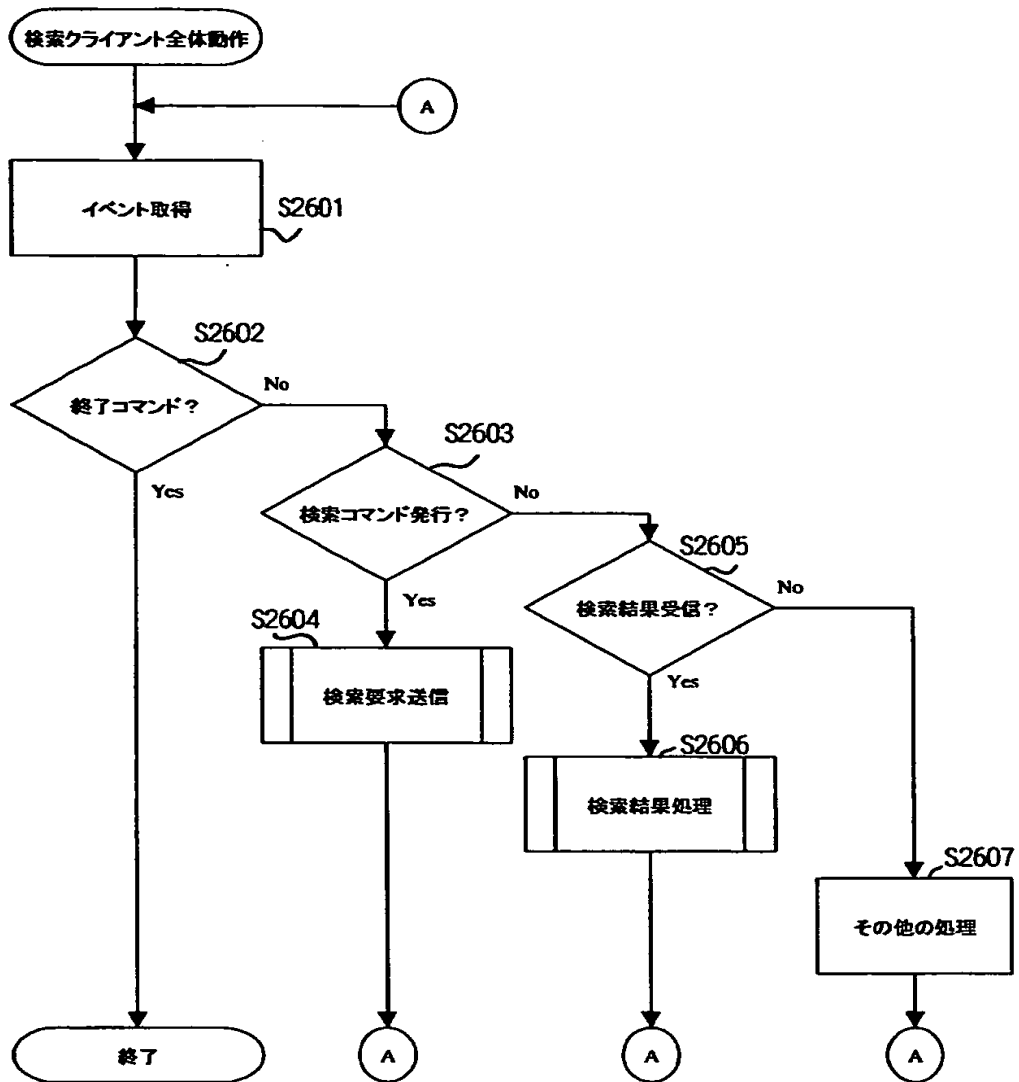 検索クライアント全体動作
A
イベント取得
S2601
S2602
終了コマンド?
No
Yes
S2603
検索コマンド発行?
No
Yes
S2605
検索結果受信?
No
Yes
S2604
検索要求送信
S2606
検索結果処理
S2607
その他の処理
終了
A
A
A